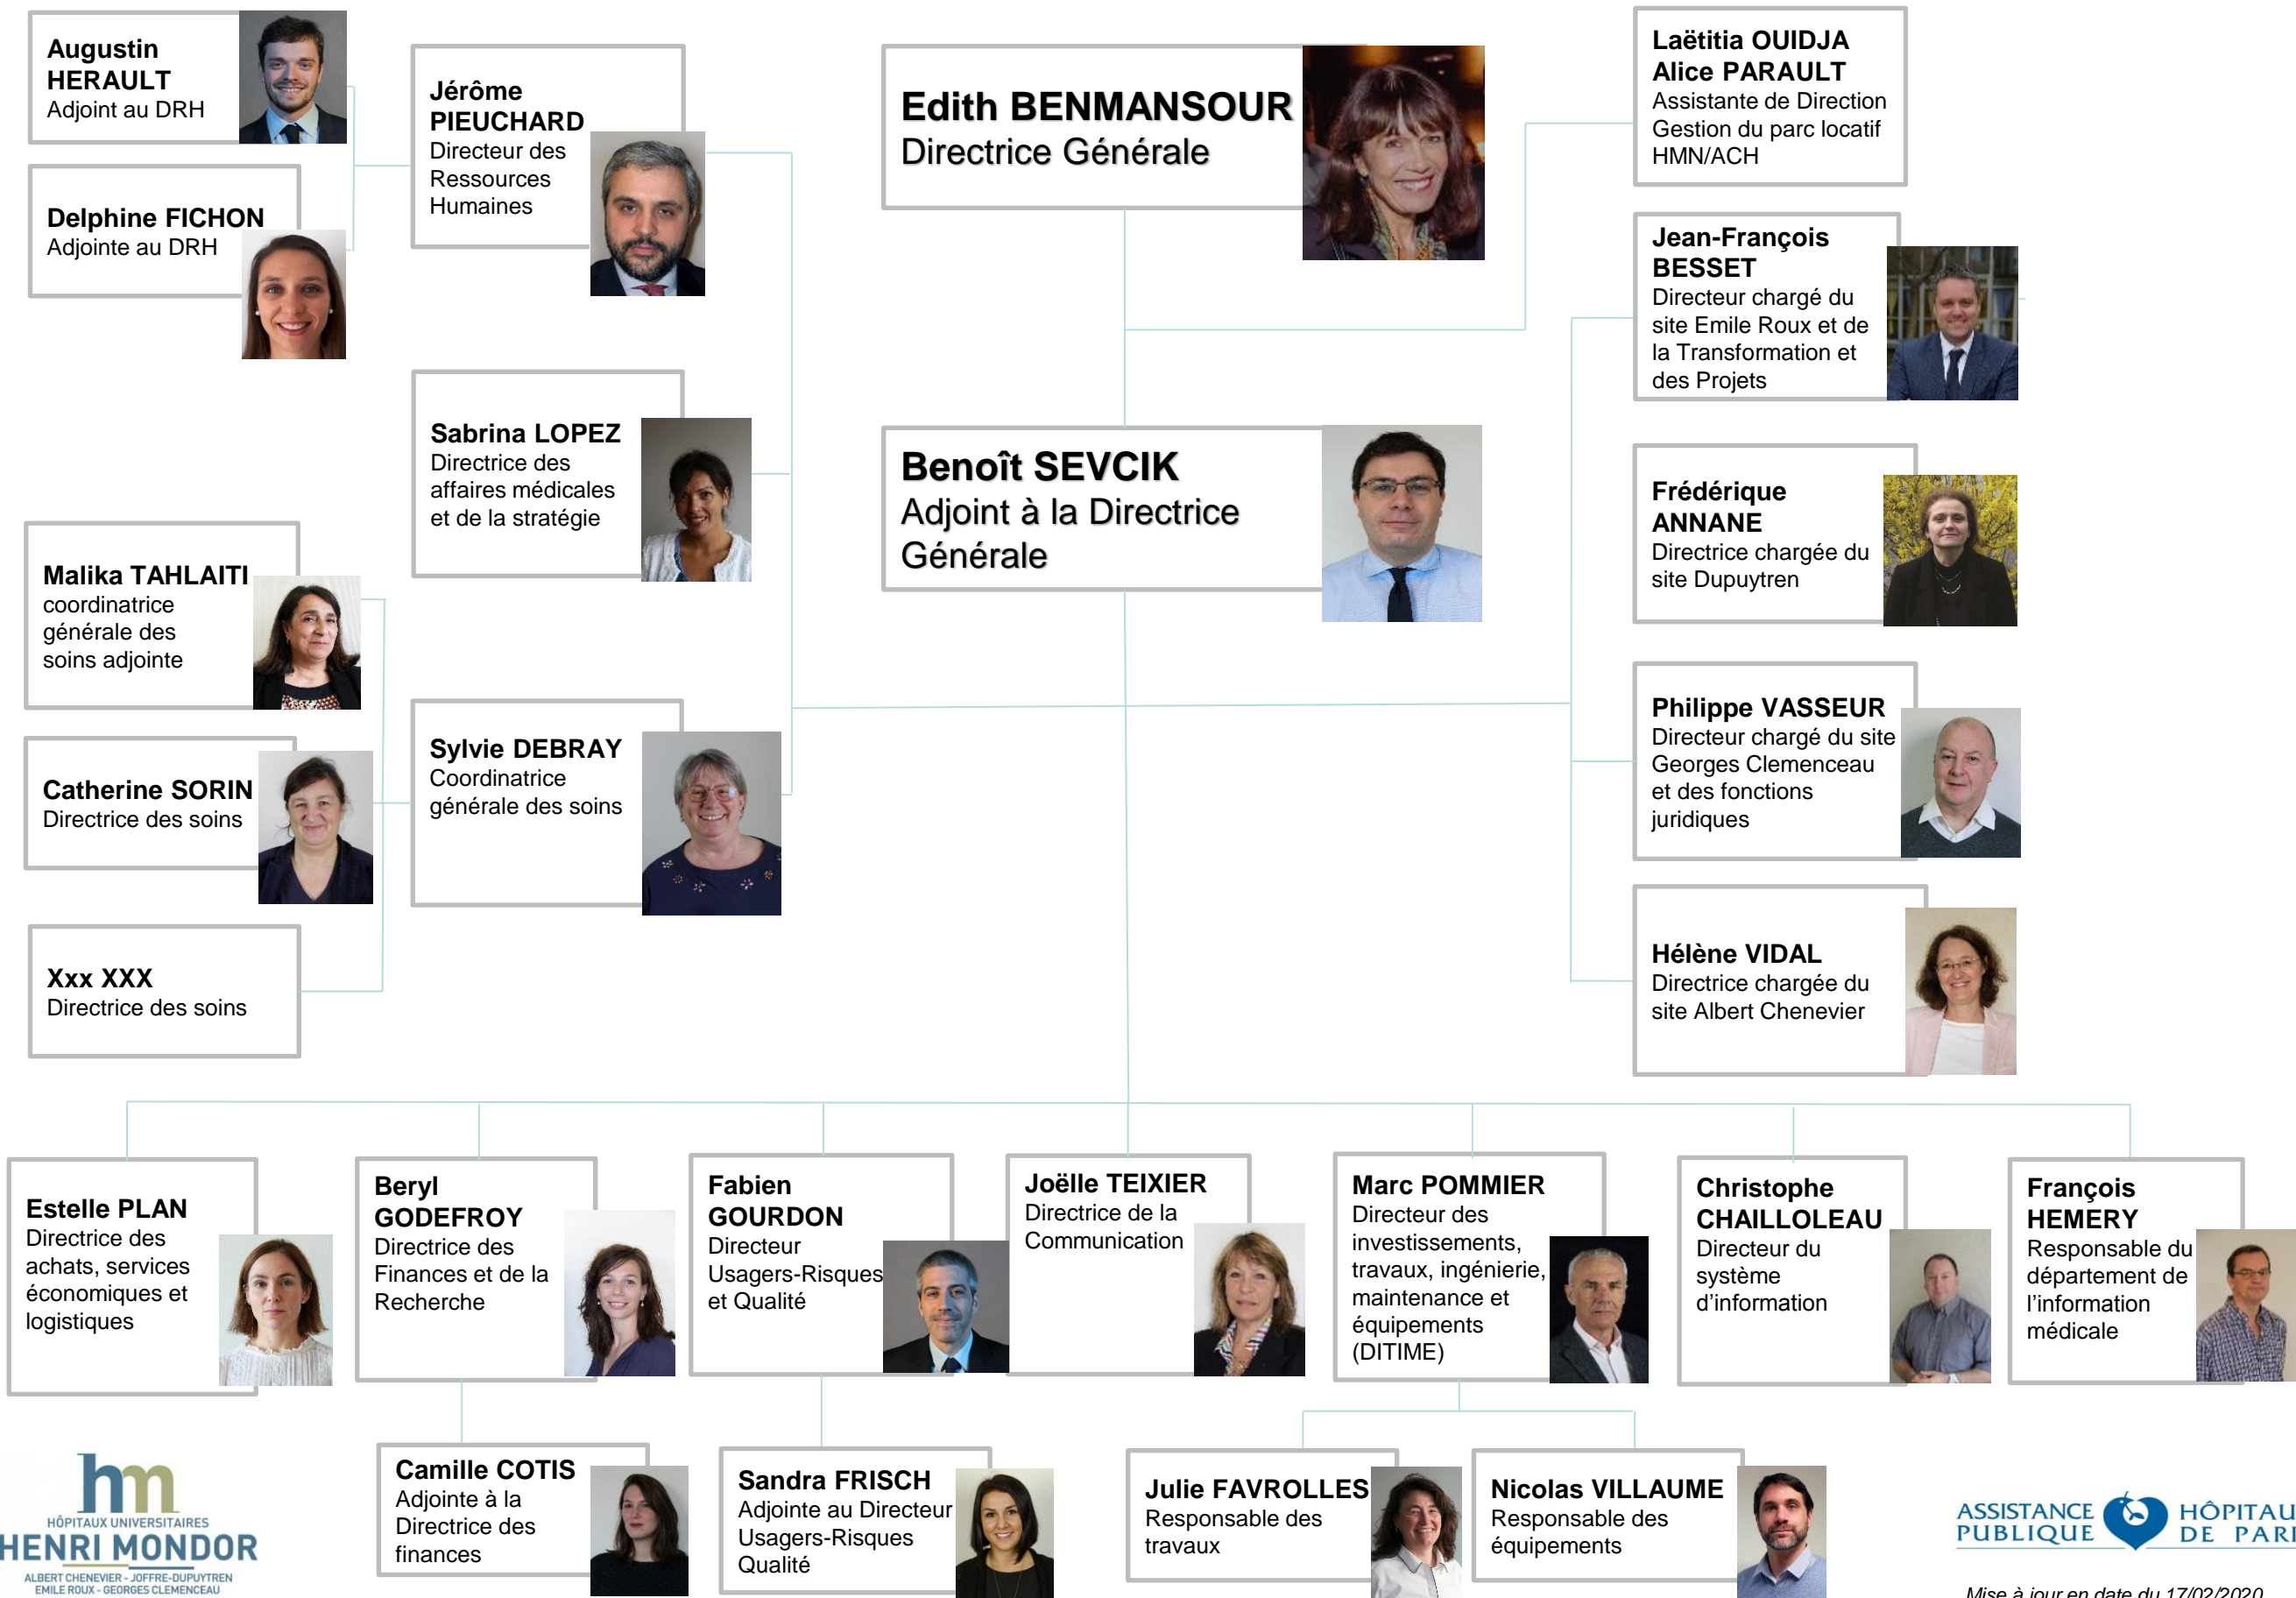 Augustin
HERAULT
Adjoint au DRH
Delphine FICHON
Adjointe au DRH
Jérôme
PIEUCHARD
Directeur des
Ressources
Humaines
Edith BENMANSOUR
Directrice Générale
Laëtitia OUIDJA
Alice PARAULT
Assistante de Direction
Gestion du parc locatif
HMN/ACH
Jean-François
BESSET
Directeur chargé du
site Emile Roux et de
la Transformation et
des Projets
Sabrina LOPEZ
Directrice des
affaires médicales
et de la stratégie
Benoît SEVCIK
Adjoint à la Directrice
Générale
Frédérique
ANNANE
Directrice chargée du
site Dupuytren
Malika TAHLAITI
coordinatrice
générale des
soins adjointe
Catherine SORIN
Directrice des soins
Xxx XXX
Directrice des soins
Sylvie DEBRAY
Coordinatrice
générale des soins
Philippe VASSEUR
Directeur chargé du site
Georges Clemenceau
et des fonctions
juridiques
Hélène VIDAL
Directrice chargée du
site Albert Chenevier
Estelle PLAN
Directrice des
achats, services
économiques et
logistiques
Beryl
GODEFROY
Directrice des
Finances et de la
Recherche
Fabien
GOURDON
Directeur
Usagers-Risques
et Qualité
Joëlle TEIXIER
Directrice de la
Communication
Marc POMMIER
Directeur des
investissements,
travaux, ingénierie,
maintenance et
équipements
(DITIME)
Christophe
CHAILLOLEAU
Directeur du
système
d’information
François
HEMERY
Responsable du
département de
l’information
médicale
Camille COTIS
Adjointe à la
Directrice des
finances
Sandra FRISCH
Adjointe au Directeur
Usagers-Risques
Qualité
Julie FAVROLLES
Responsable des
travaux
Nicolas VILLAUME
Responsable des
équipements
hm
HÔPITAUX UNIVERSITAIRES
HENRI MONDOR
ALBERT CHENEVIER - JOFFRE-DUPUYTREN
EMILE ROUX - GEORGES CLEMENCEAU
ASSISTANCE HÔPITAU
PUBLIQUE DE PARI
Mise à jour en date du 17/02/2020